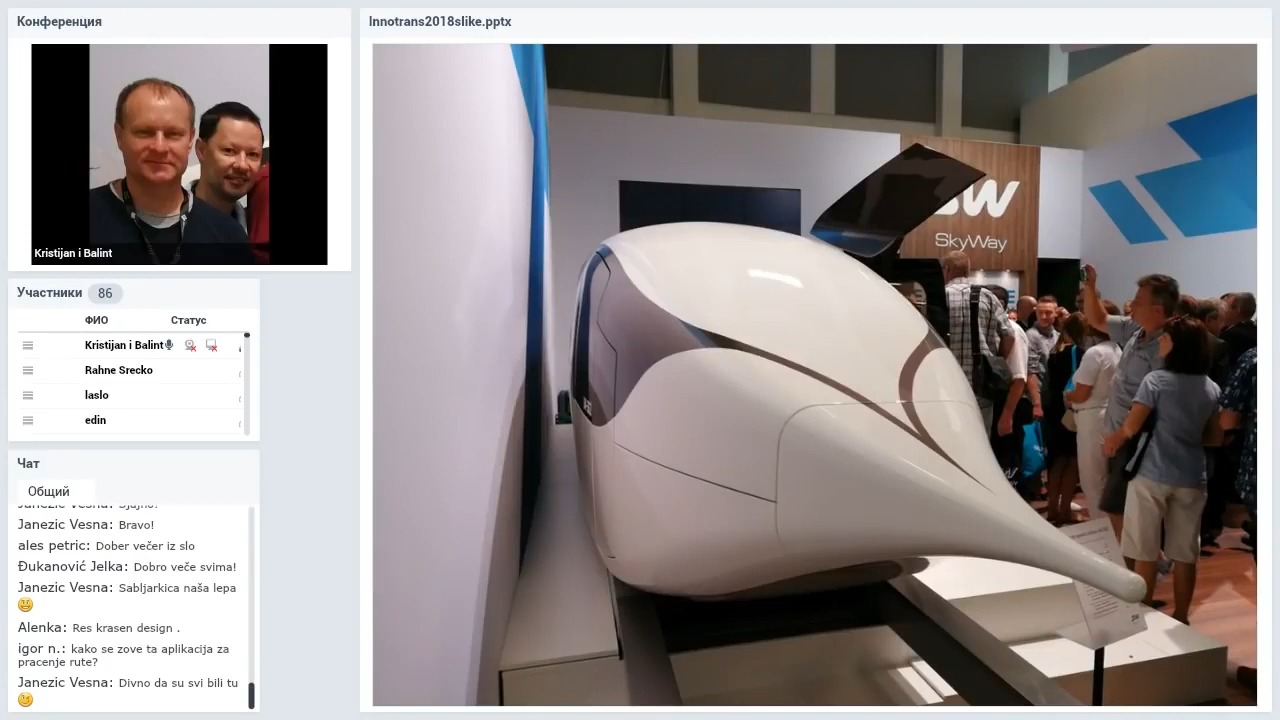 Конференция
Kristijan i Balint
Участники 86
ФИО Статус
Kristijan i Balint
Rahne Srecko
laslo
edin
Чат
Общий
Janezic Vesna:
Janezic Vesna: Bravo!
ales petric: Dober večer iz slo
Đukanović Jelka: Dobro veče svima!
Janezic Vesna: Sabljarkica naša lepa
Alenka: Res krasen design .
igor n.: kako se zove ta aplikacija za
pracenje rute?
Janezic Vesna: Divno da su svi bili tu
Innotrans2018slike.pptx
SW
SkyWay